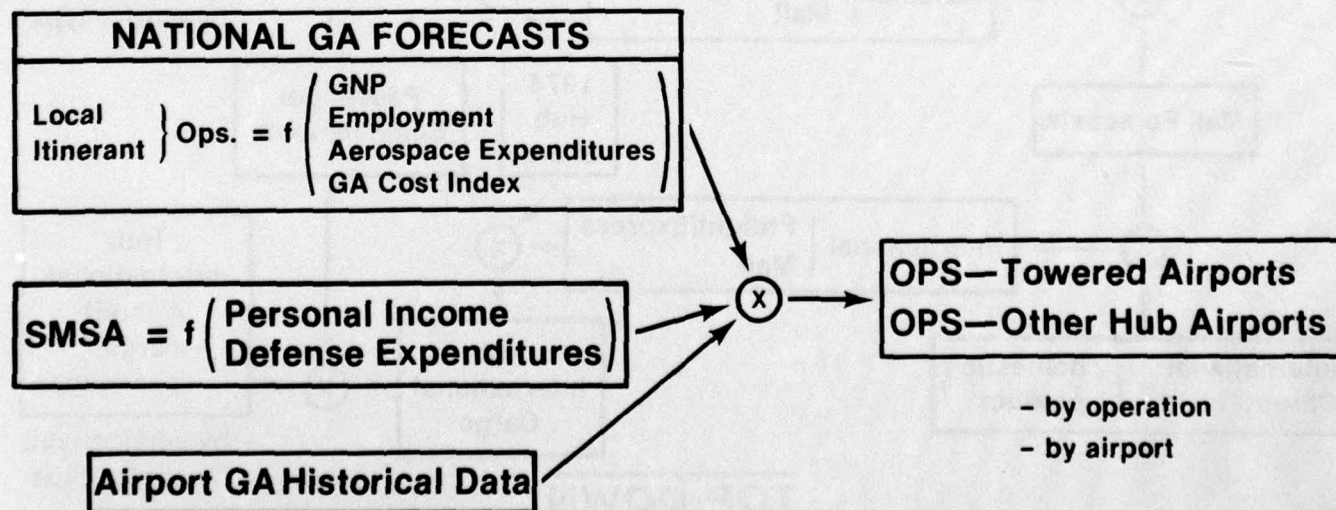 NATIONAL GA FORECASTS
Local
Itinerant } Ops. = f ( GNP
Employment
Aerospace Expenditures
GA Cost Index )
SMSA = f ( Personal Income
Defense Expenditures )
Airport GA Historical Data
X
OPS—Towered Airports
OPS—Other Hub Airports
- by operation
- by airport